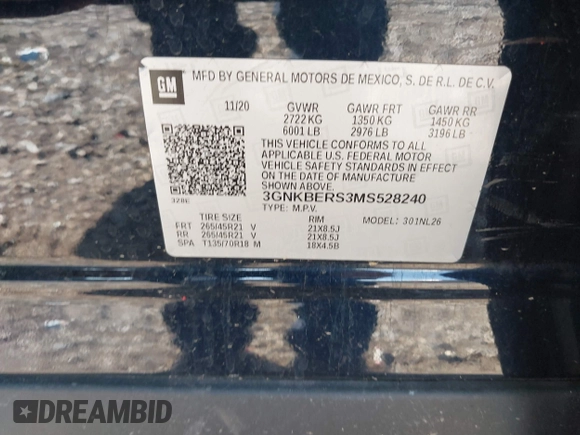 GM
MFD BY GENERAL MOTORS DE MEXICO, S. DE R.L. DE C.V.
11/20 GVWR GAWR FRT GAWR RR
2722 KG 1350 KG 1450 KG
6001 LB 2976 LB 3196 LB
THIS VEHICLE CONFORMS TO ALL
APPLICABLE U.S. FEDERAL MOTOR
VEHICLE SAFETY STANDARDS IN EFFECT
ON THE DATE OF MANUFACTURE
SHOWN ABOVE.
328E 3GNKBERS3MS528240
TYPE: M.P.V.
TIRE SIZE RIM MODEL: 301NL26
FRT 265/45R21 V 21X8.5J
RR 265/45R21 V 21X8.5J
SPA T135/70R18 M 18X4.5B
DREAMBID